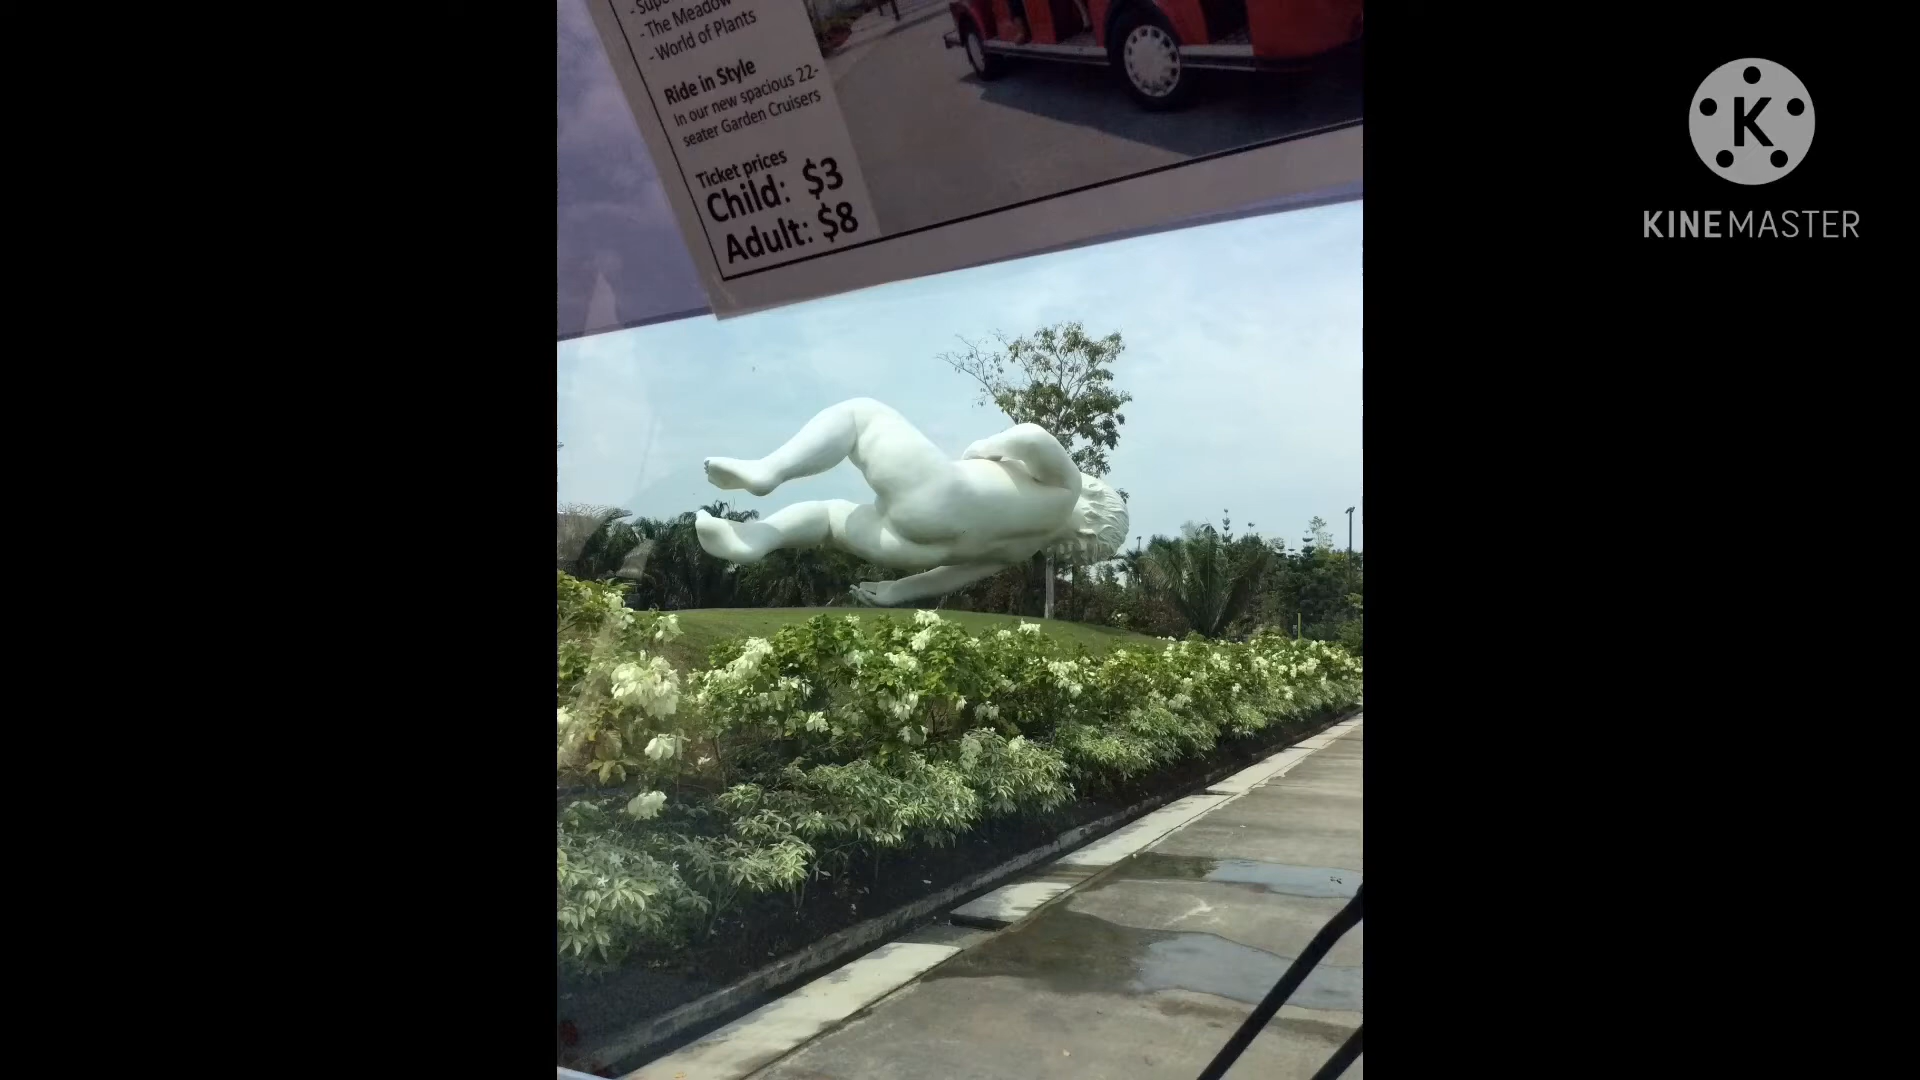 - The Meadow
- World of Plants
Ride in Style
In our new spacious 22-
seater Garden Cruisers
Ticket prices
Child: $3
Adult: $8
KINEMASTER